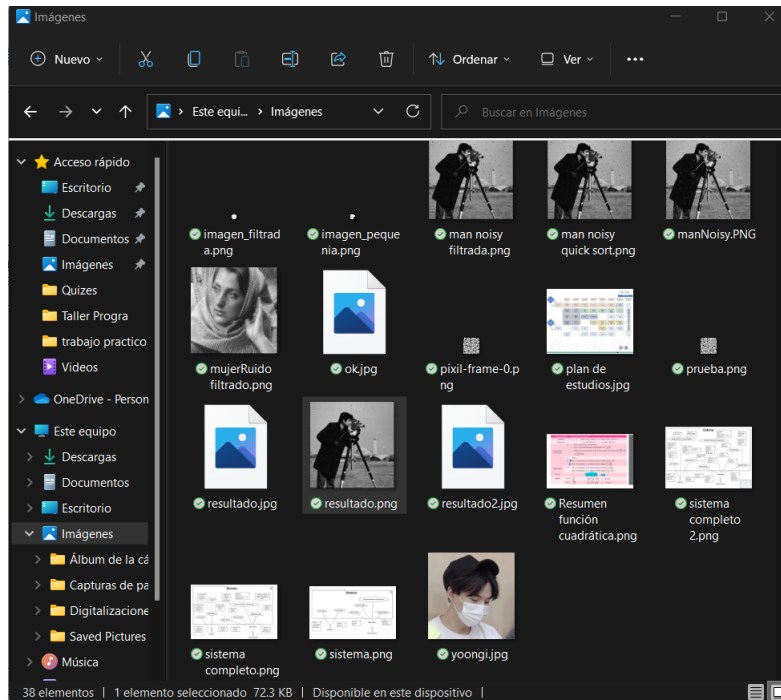 Imágenes
Nuevo
Ordenar
Ver
Este equi...
Imágenes
Buscar en Imágenes
Acceso rápido
Escritorio
Descargas
Documentos
Imágenes
Quizes
Taller Progra
trabajo practico
Videos
OneDrive - Person
Este equipo
Descargas
Documentos
Escritorio
Imágenes
Álbum de la cá
Capturas de pa
Digitalizacione
Saved Pictures
Música
imagen_filtrad
a.png
imagen_peque
nia.png
man noisy
filtrada.png
man noisy
quick sort.png
manNoisy.PNG
mujerRuido
filtrado.png
ok.jpg
pixil-frame-0.p
ng
plan de
estudios.jpg
prueba.png
resultado.jpg
resultado.png
resultado2.jpg
Resumen
función
cuadrática.png
sistema
completo
2.png
sistema
completo.png
sistema.png
yoongi.jpg
38 elementos
1 elemento seleccionado 72.3 KB
Disponible en este dispositivo